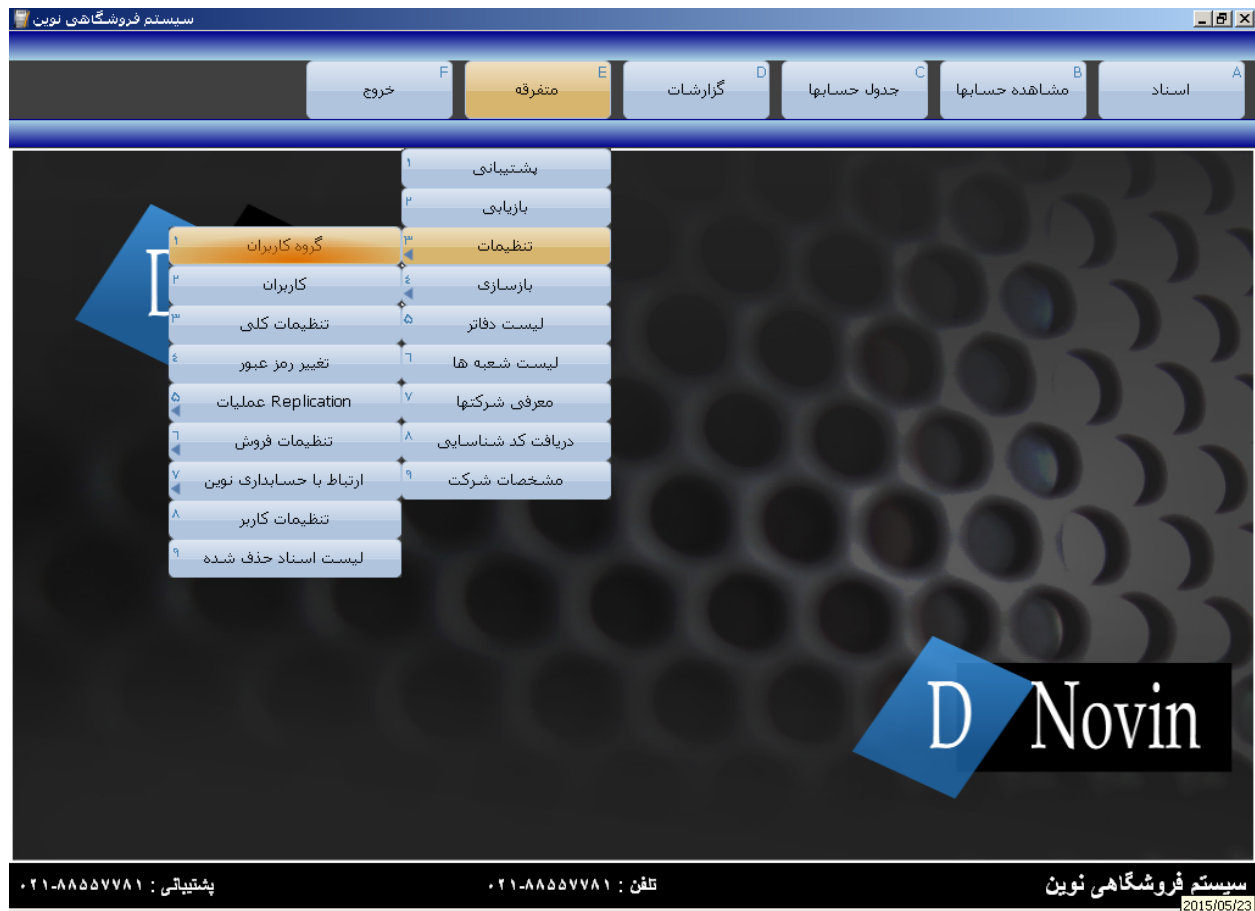 سیستم فروشگاهی نوین
A
اسناد
B
مشاهده حسابها
C
جدول حسابها
D
گزارشات
E
متفرقه
F
خروج
۱
پشتیبانی
۲
بازیابی
۳
تنظیمات
٤
بازسازی
۵
لیست دفاتر
٦
لیست شعبه ها
۷
معرفی شرکتها
۸
دریافت کد شناسایی
۹
مشخصات شرکت
۱
گروه کاربران
۲
کاربران
۳
تنظیمات کلی
٤
تغییر رمز عبور
۵
عملیات Replication
٦
تنظیمات فروش
۷
ارتباط با حسابداری نوین
۸
تنظیمات کاربر
۹
لیست اسناد حذف شده
D
D Novin
سیستم فروشگاهی نوین
تلفن : ۸۸۵۵۷۷۸۱-۰۲۱
پشتیبانی : ۸۸۵۵۷۷۸۱-۰۲۱
2015/05/23